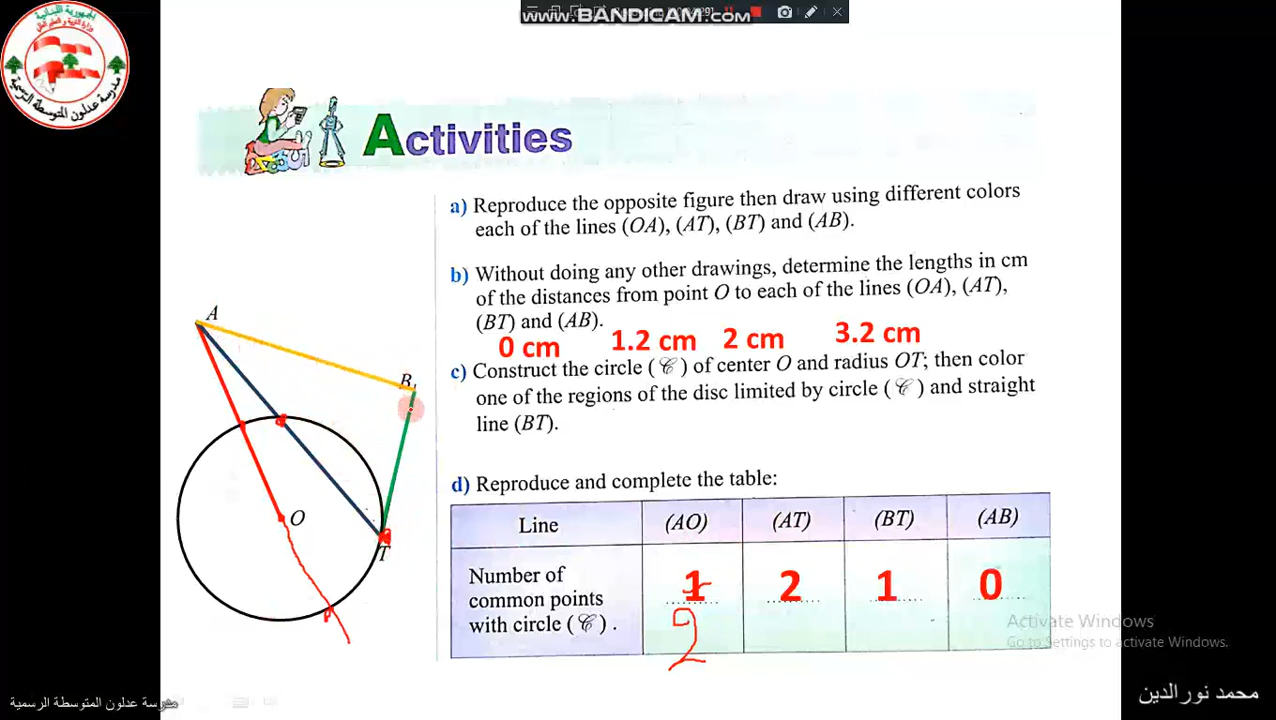 www.BANDICAM.com
الجمهورية اللبنانية
مدرسة عدلون المتوسطة الرسمية
Activities
a) Reproduce the opposite figure then draw using different colors
each of the lines (OA), (AT), (BT) and (AB).
b) Without doing any other drawings, determine the lengths in cm
of the distances from point O to each of the lines (OA), (AT),
(BT) and (AB).
0 cm 1.2 cm 2 cm 3.2 cm
c) Construct the circle (𝒞) of center O and radius OT; then color
one of the regions of the disc limited by circle (𝒞) and straight
line (BT).
A
B
O
T
d) Reproduce and complete the table:
Line (AO) (AT) (BT) (AB)
Number of
common points
with circle (𝒞).
1 2 1 0
2
Activate Windows
Go to Settings to activate Windows.
محمد نورالدين
مدرسة عدلون المتوسطة الرسمية